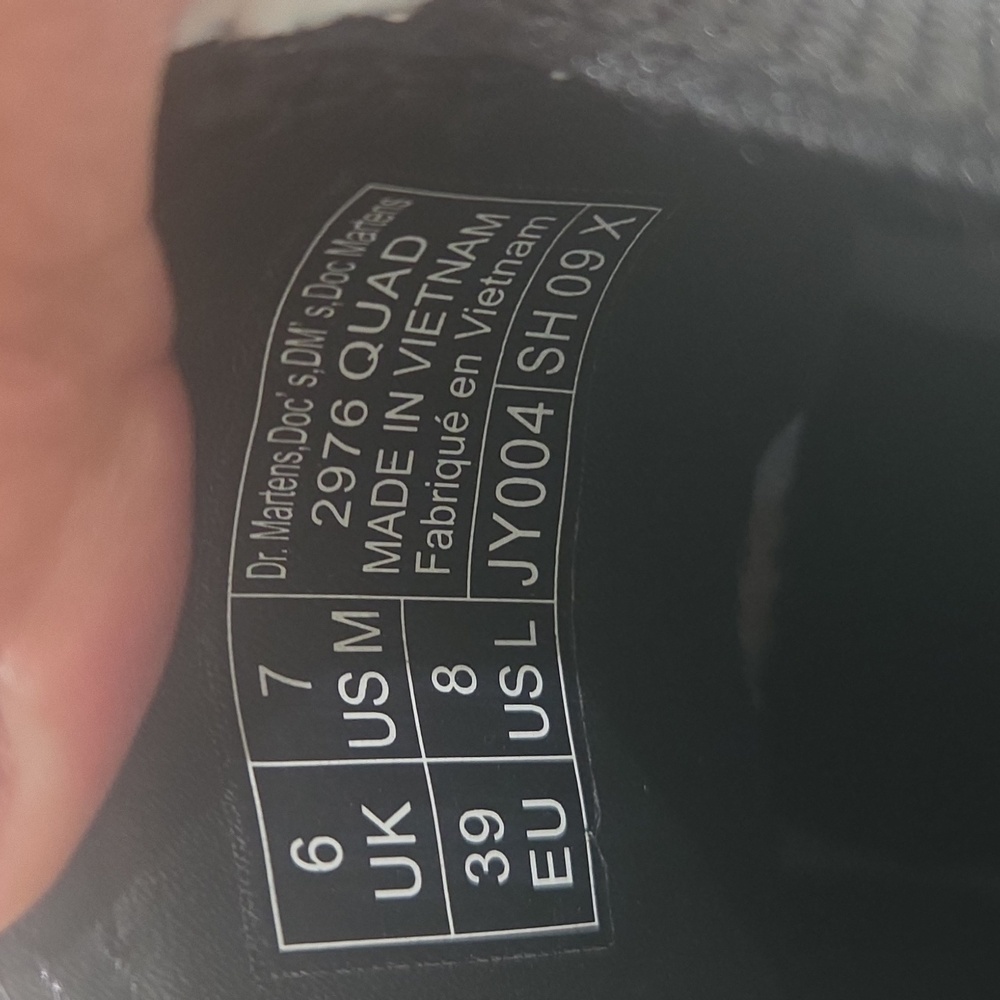 6
UK
7
US M
39
EU
8
US L
Dr. Martens,Doc' s,DM' s,Doc Martens
2976 QUAD
MADE IN VIETNAM
Fabriqué en Vietnam
JY004 SH 09 X